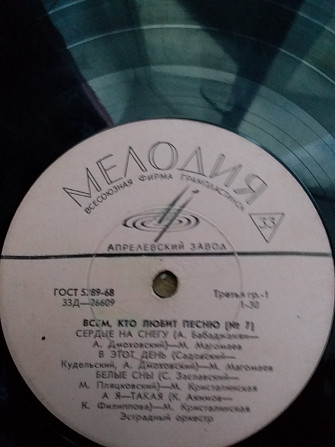 МЕЛОДИЯ
ВСЕСОЮЗНАЯ ФИРМА ГРАМПЛАСТИНОК
33
АПРЕЛЕВСКИЙ ЗАВОД
ГОСТ 5289-68
33Д—26609
Третья гр.-1
1-30
ВСЕМ, КТО ЛЮБИТ ПЕСНЮ [№ 7]
СЕРДЦЕ НА СНЕГУ (А. Бабаджанян—
А. Дмоховский)—М. Магомаев
В ЭТОТ ДЕНЬ (Садовский—
Кудельский, А. Дмоховский)—М. Магомаев
БЕЛЫЕ СНЫ (С. Заславский—
М. Пляцковский)—М. Кристалинская
А Я—ТАКАЯ (К. Акимов—
К. Филиппова)—М. Кристалинская
Эстрадный оркестр